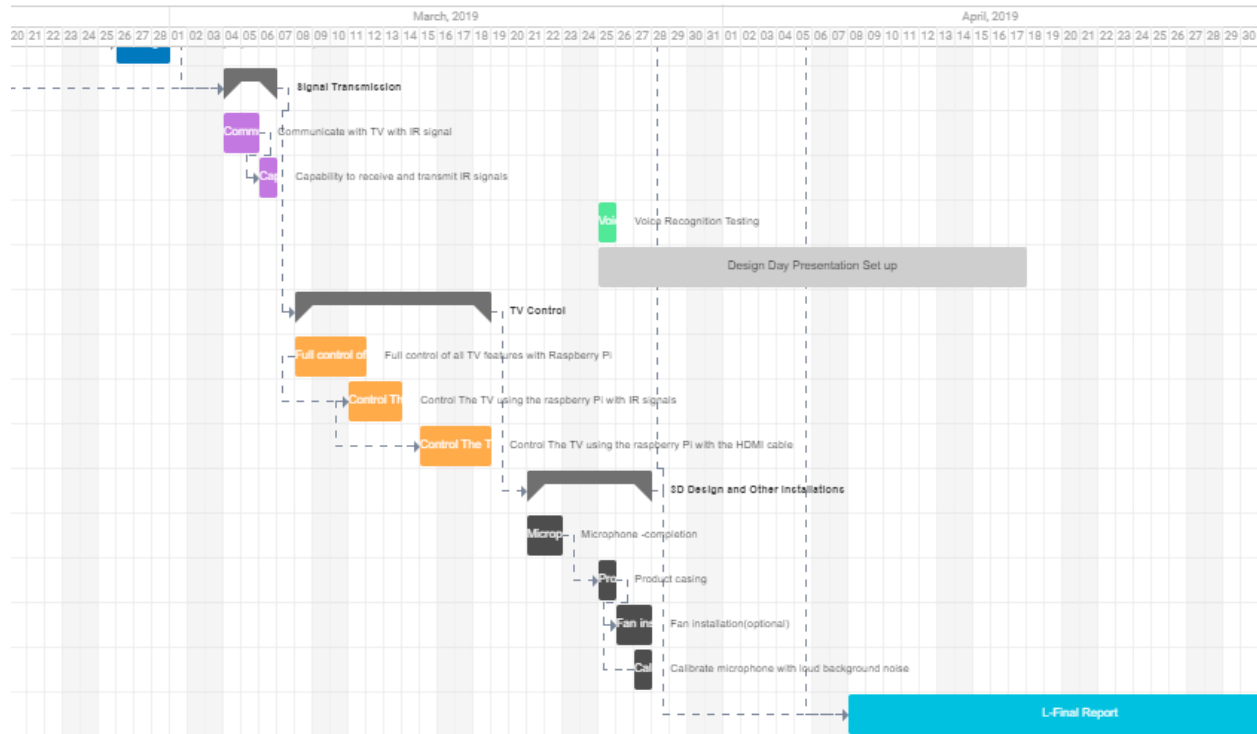 March, 2019
April, 2019
20 21 22 23 24 25 26 27 28 01 02 03 04 05 06 07 08 09 10 11 12 13 14 15 16 17 18 19 20 21 22 23 24 25 26 27 28 29 30 31 01 02 03 04 05 06 07 08 09 10 11 12 13 14 15 16 17 18 19 20 21 22 23 24 25 26 27 28 29 30
Signal Transmission
Comm Communicate with TV with IR signal
Cap Capability to receive and transmit IR signals
Voi Voice Recognition Testing
Design Day Presentation Set up
TV Control
Full control of Full control of all TV features with Raspberry Pi
Control Th Control The TV using the raspberry Pi with IR signals
Control The T Control The TV using the raspberry Pi with the HDMI cable
3D Design and Other Installations
Microp Microphone -completion
Pro Product casing
Fan ins Fan installation(optional)
Cal Calibrate microphone with loud background noise
L-Final Report